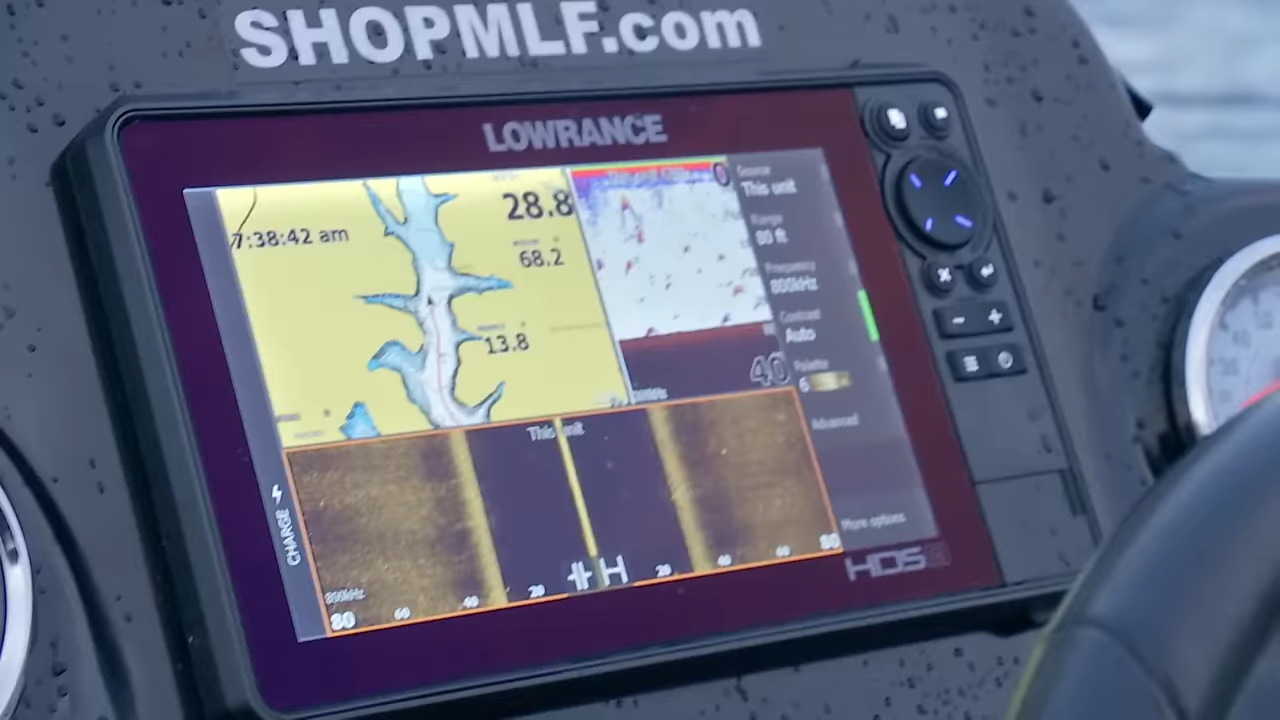 SHOPMLF.com
LOWRANCE
28.8
7:38:42 am
68.2
13.8
40
Source
This unit
Range
80 ft
Frequency
800kHz
Contrast
Auto
Palette
6
Advanced
More options
This unit
CHARGE
800kHz
80 60 40 20 20 40 60 80
HDS